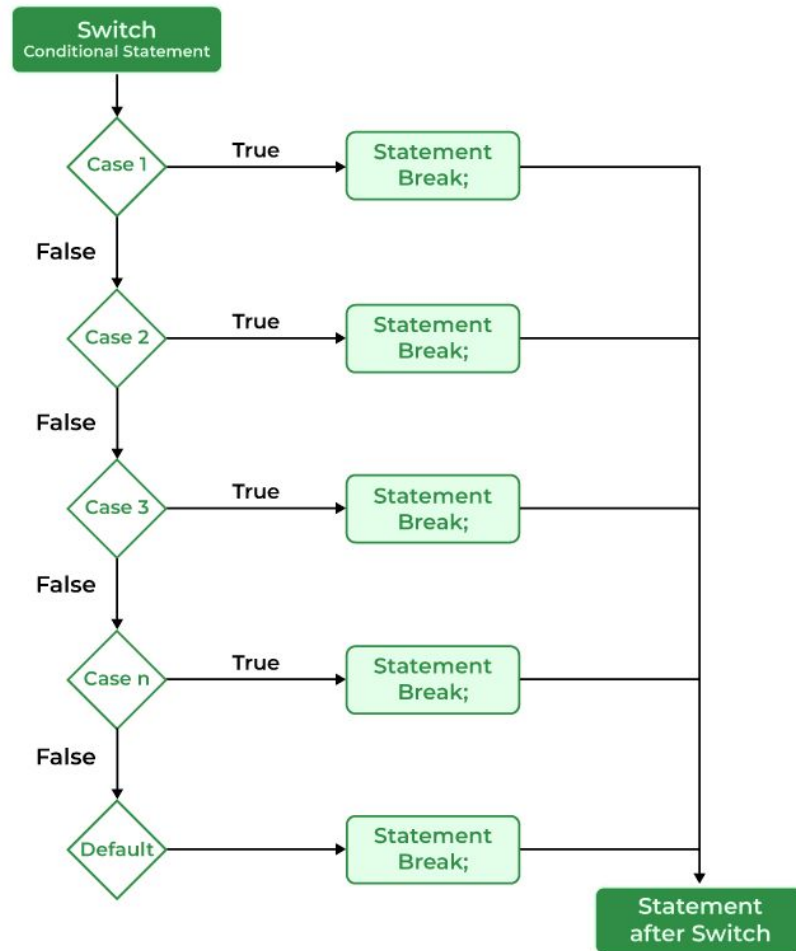 Switch
Conditional Statement
Case 1
True
Statement
Break;
False
Case 2
True
Statement
Break;
False
Case 3
True
Statement
Break;
False
Case n
True
Statement
Break;
False
Default
Statement
Break;
Statement
after Switch